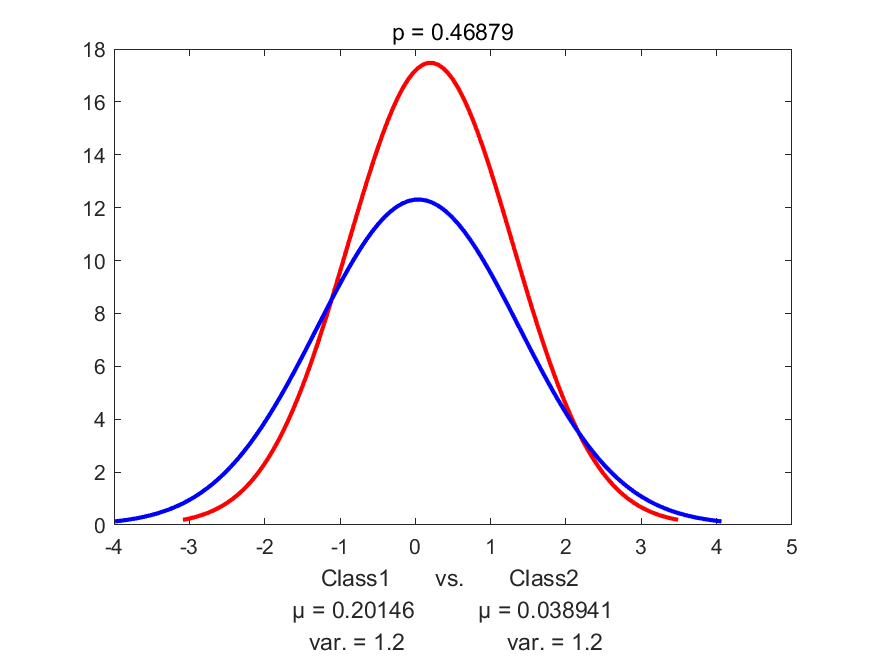 p = 0.46879
18
16
14
12
10
8
6
4
2
0
-4 -3 -2 -1 0 1 2 3 4 5
Class1 vs. Class2
μ = 0.20146 μ = 0.038941
var. = 1.2 var. = 1.2